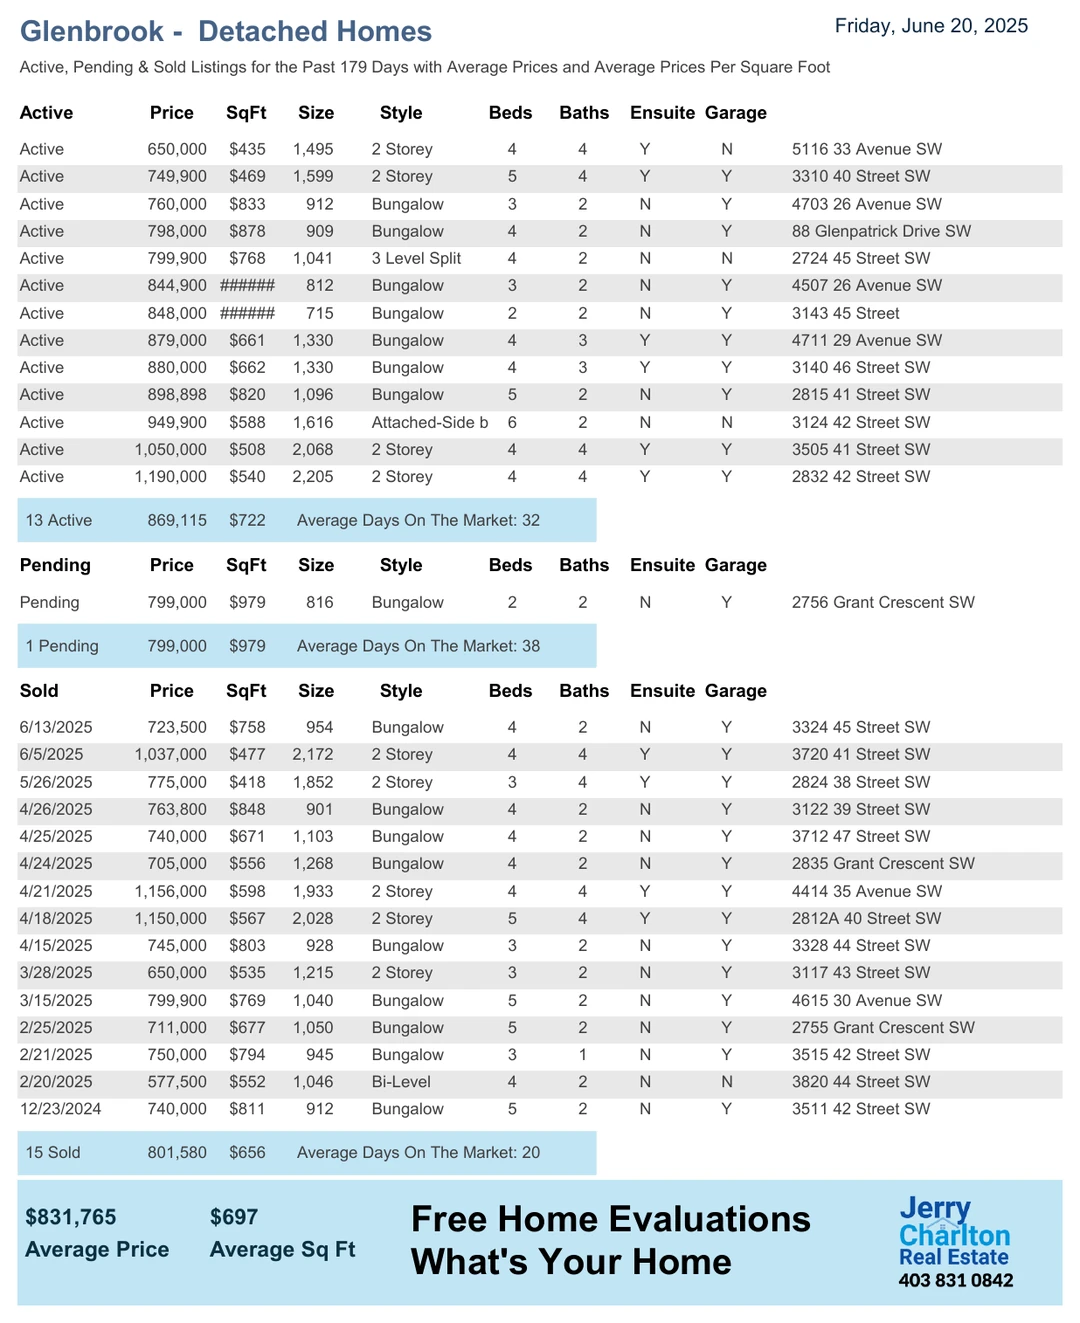 Glenbrook - Detached Homes
Friday, June 20, 2025
Active, Pending & Sold Listings for the Past 179 Days with Average Prices and Average Prices Per Square Foot
Active Price SqFt Size Style Beds Baths Ensuite Garage
Active 650,000 $435 1,495 2 Storey 4 4 Y N 5116 33 Avenue SW
Active 749,900 $469 1,599 2 Storey 5 4 Y Y 3310 40 Street SW
Active 760,000 $833 912 Bungalow 3 2 N Y 4703 26 Avenue SW
Active 798,000 $878 909 Bungalow 4 2 N Y 88 Glenpatrick Drive SW
Active 799,900 $768 1,041 3 Level Split 4 2 N N 2724 45 Street SW
Active 844,900 ###### 812 Bungalow 3 2 N Y 4507 26 Avenue SW
Active 848,000 ###### 715 Bungalow 2 2 N Y 3143 45 Street
Active 879,000 $661 1,330 Bungalow 4 3 Y Y 4711 29 Avenue SW
Active 880,000 $662 1,330 Bungalow 4 3 Y Y 3140 46 Street SW
Active 898,898 $820 1,096 Bungalow 5 2 N Y 2815 41 Street SW
Active 949,900 $588 1,616 Attached-Side b 6 2 N N 3124 42 Street SW
Active 1,050,000 $508 2,068 2 Storey 4 4 Y Y 3505 41 Street SW
Active 1,190,000 $540 2,205 2 Storey 4 4 Y Y 2832 42 Street SW
13 Active 869,115 $722 Average Days On The Market: 32
Pending Price SqFt Size Style Beds Baths Ensuite Garage
Pending 799,000 $979 816 Bungalow 2 2 N Y 2756 Grant Crescent SW
1 Pending 799,000 $979 Average Days On The Market: 38
Sold Price SqFt Size Style Beds Baths Ensuite Garage
6/13/2025 723,500 $758 954 Bungalow 4 2 N Y 3324 45 Street SW
6/5/2025 1,037,000 $477 2,172 2 Storey 4 4 Y Y 3720 41 Street SW
5/26/2025 775,000 $418 1,852 2 Storey 3 4 Y Y 2824 38 Street SW
4/26/2025 763,800 $848 901 Bungalow 4 2 N Y 3122 39 Street SW
4/25/2025 740,000 $671 1,103 Bungalow 4 2 N Y 3712 47 Street SW
4/24/2025 705,000 $556 1,268 Bungalow 4 2 N Y 2835 Grant Crescent SW
4/21/2025 1,156,000 $598 1,933 2 Storey 4 4 Y Y 4414 35 Avenue SW
4/18/2025 1,150,000 $567 2,028 2 Storey 5 4 Y Y 2812A 40 Street SW
4/15/2025 745,000 $803 928 Bungalow 3 2 N Y 3328 44 Street SW
3/28/2025 650,000 $535 1,215 2 Storey 3 2 N Y 3117 43 Street SW
3/15/2025 799,900 $769 1,040 Bungalow 5 2 N Y 4615 30 Avenue SW
2/25/2025 711,000 $677 1,050 Bungalow 5 2 N Y 2755 Grant Crescent SW
2/21/2025 750,000 $794 945 Bungalow 3 1 N Y 3515 42 Street SW
2/20/2025 577,500 $552 1,046 Bi-Level 4 2 N N 3820 44 Street SW
12/23/2024 740,000 $811 912 Bungalow 5 2 N Y 3511 42 Street SW
15 Sold 801,580 $656 Average Days On The Market: 20
$831,765 $697
Average Price Average Sq Ft
Free Home Evaluations
What's Your Home
Jerry
Charlton
Real Estate
403 831 0842